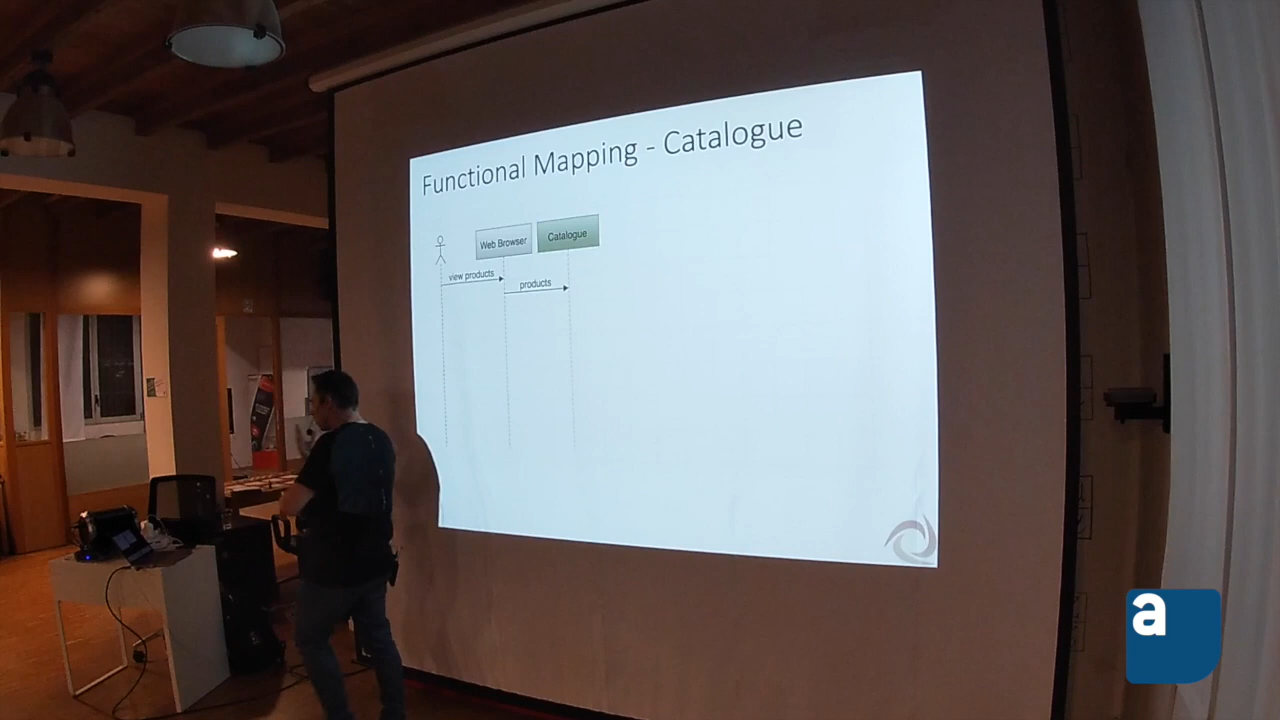 Functional Mapping - Catalogue
Web Browser
Catalogue
view products
products
a